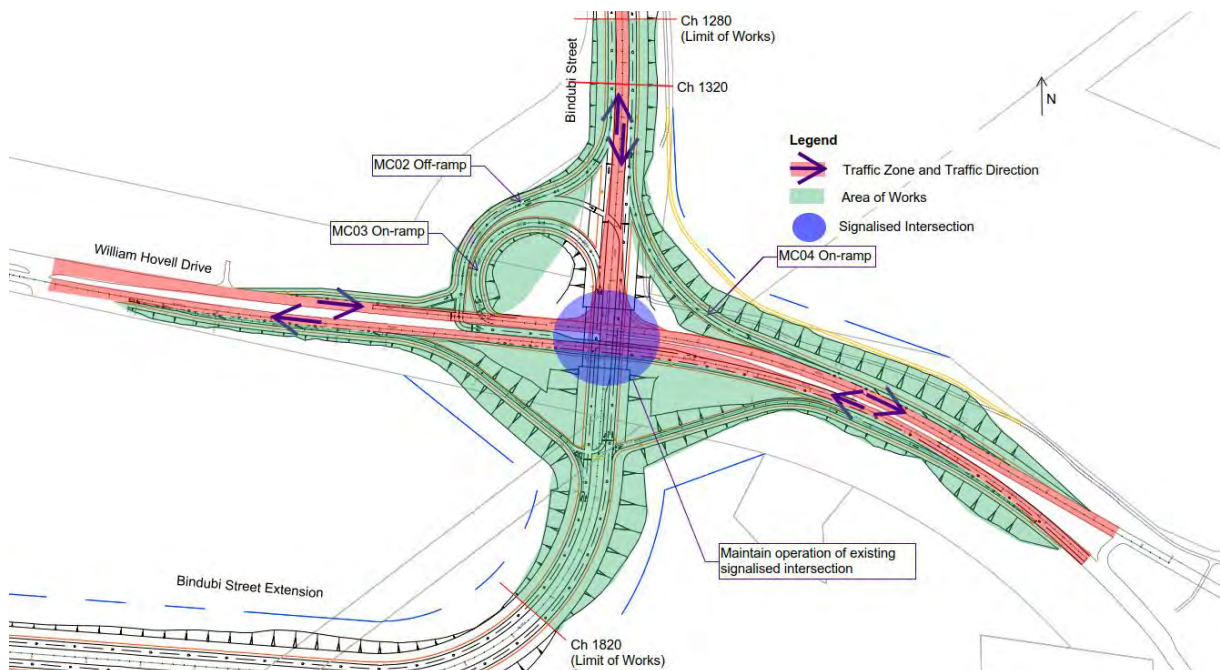 Ch 1280
(Limit of Works)
Bindubi Street
Ch 1320
N
Legend
Traffic Zone and Traffic Direction
Area of Works
Signalised Intersection
MC02 Off-ramp
MC03 On-ramp
MC04 On-ramp
William Hovell Drive
Maintain operation of existing
signalised intersection
Bindubi Street Extension
Ch 1820
(Limit of Works)